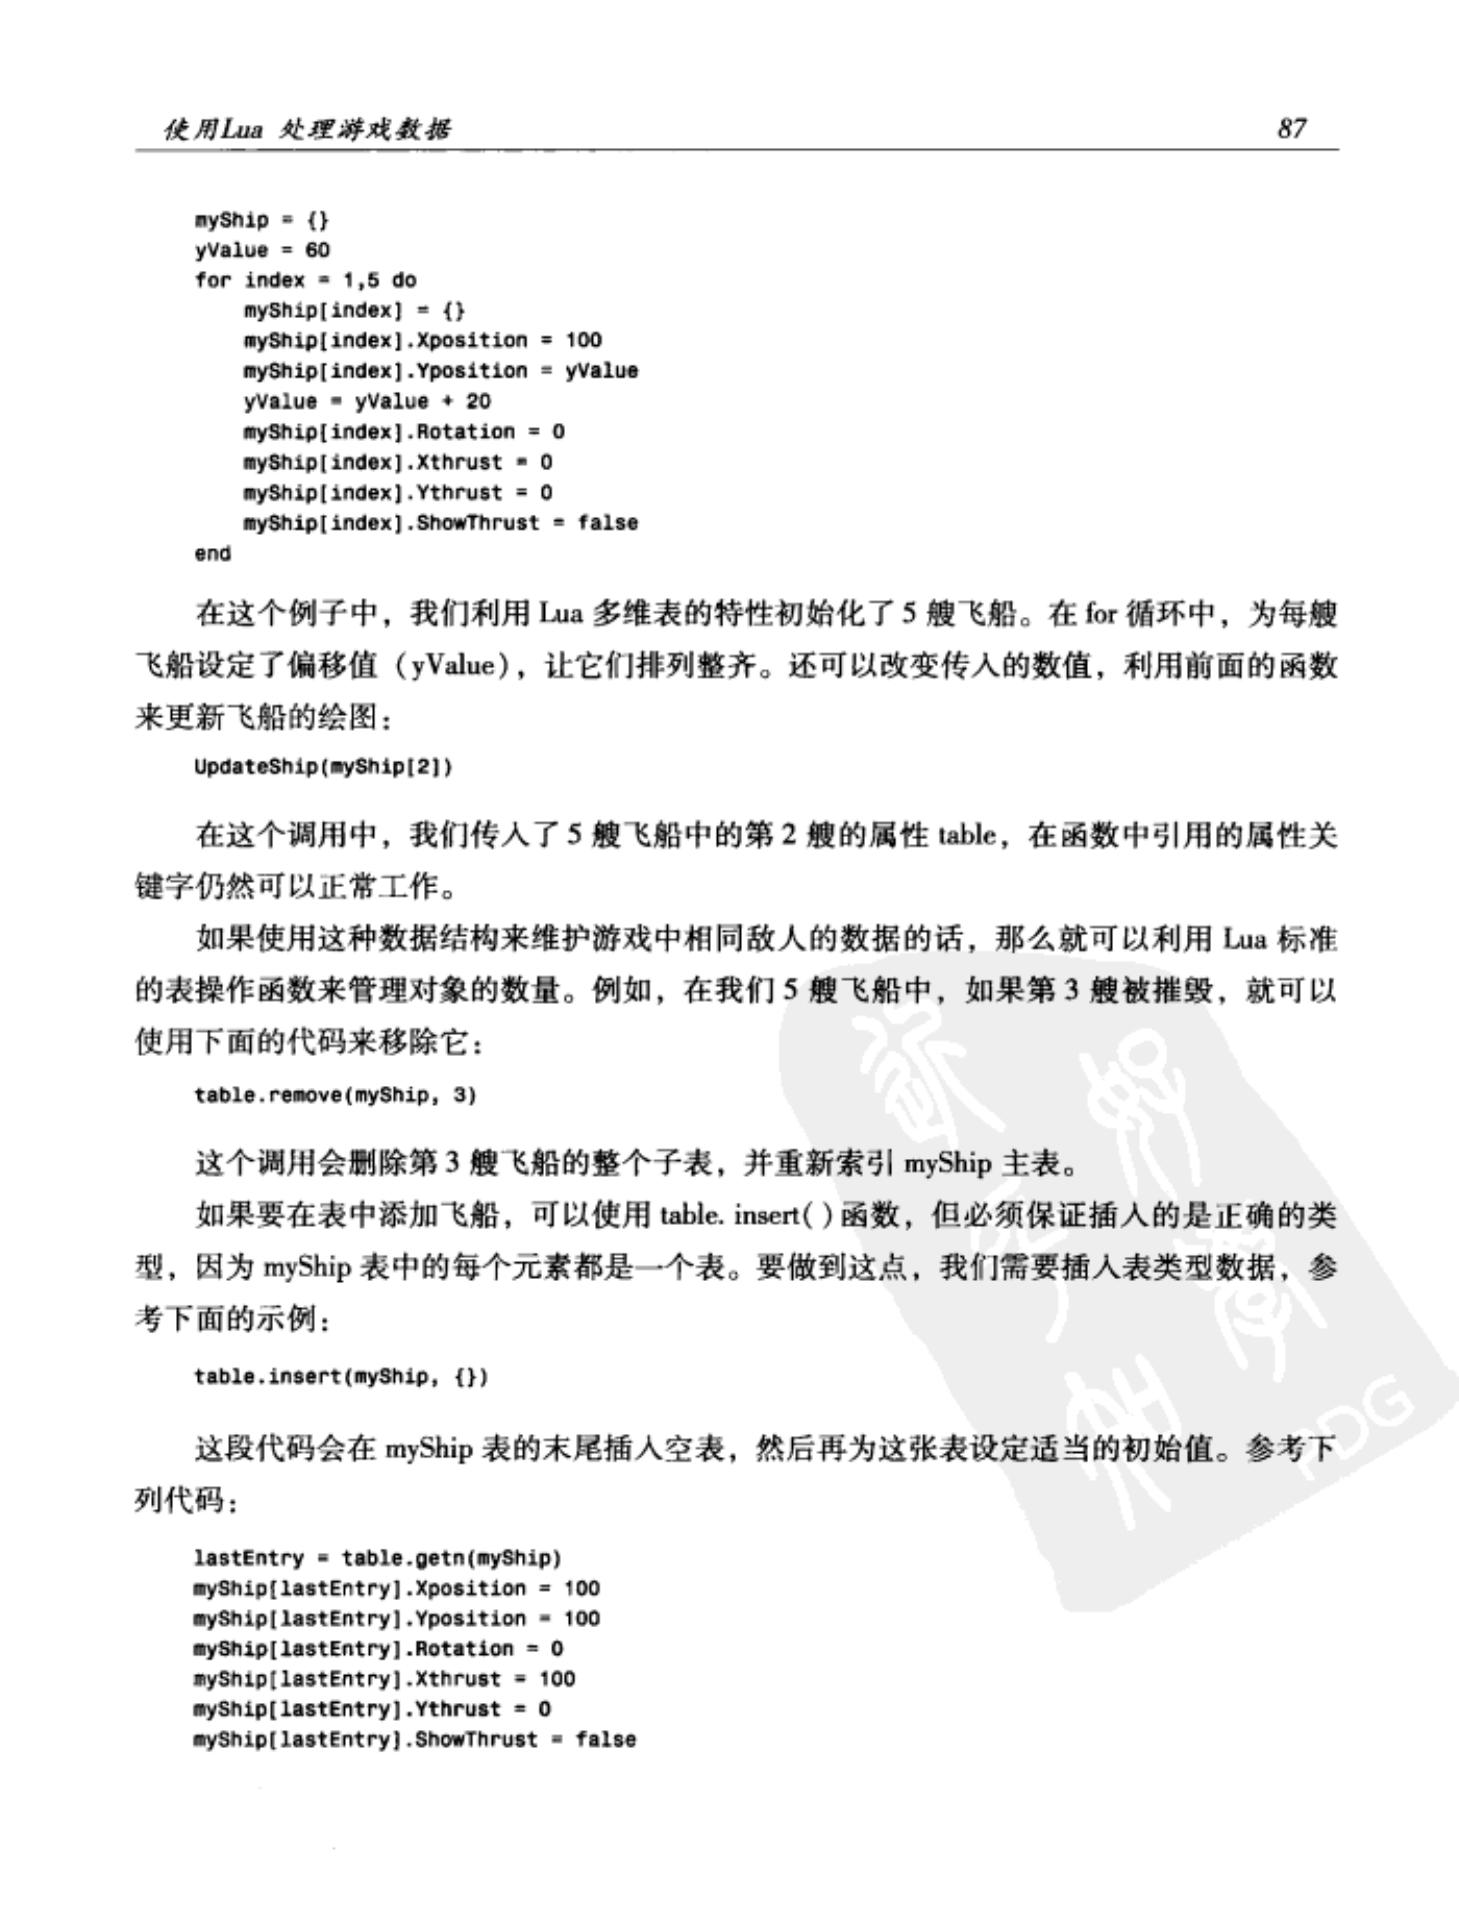 使用Lua 处理游戏数据 87
myShip = {}
yValue = 60
for index = 1,5 do
myShip[index] = {}
myShip[index].Xposition = 100
myShip[index].Yposition = yValue
yValue = yValue + 20
myShip[index].Rotation = 0
myShip[index].Xthrust = 0
myShip[index].Ythrust = 0
myShip[index].ShowThrust = false
end
在这个例子中，我们利用 Lua 多维表的特性初始化了 5 艘飞船。在 for 循环中，为每艘
飞船设定了偏移值（yValue），让它们排列整齐。还可以改变传入的数值，利用前面的函数
来更新飞船的绘图：
UpdateShip(myShip[2])
在这个调用中，我们传入了 5 艘飞船中的第 2 艘的属性 table，在函数中引用的属性关
键字仍然可以正常工作。
如果使用这种数据结构来维护游戏中相同敌人的数据的话，那么就可以利用 Lua 标准
的表操作函数来管理对象的数量。例如，在我们 5 艘飞船中，如果第 3 艘被摧毁，就可以
使用下面的代码来移除它：
table.remove(myShip, 3)
这个调用会删除第 3 艘飞船的整个子表，并重新索引 myShip 主表。
如果要在表中添加飞船，可以使用 table. insert( ) 函数，但必须保证插入的是正确的类
型，因为 myShip 表中的每个元素都是一个表。要做到这点，我们需要插入表类型数据，参
考下面的示例：
table.insert(myShip, {})
这段代码会在 myShip 表的末尾插入空表，然后再为这张表设定适当的初始值。参考下
列代码：
lastEntry = table.getn(myShip)
myShip[lastEntry].Xposition = 100
myShip[lastEntry].Yposition = 100
myShip[lastEntry].Rotation = 0
myShip[lastEntry].Xthrust = 100
myShip[lastEntry].Ythrust = 0
myShip[lastEntry].ShowThrust = false
PDG